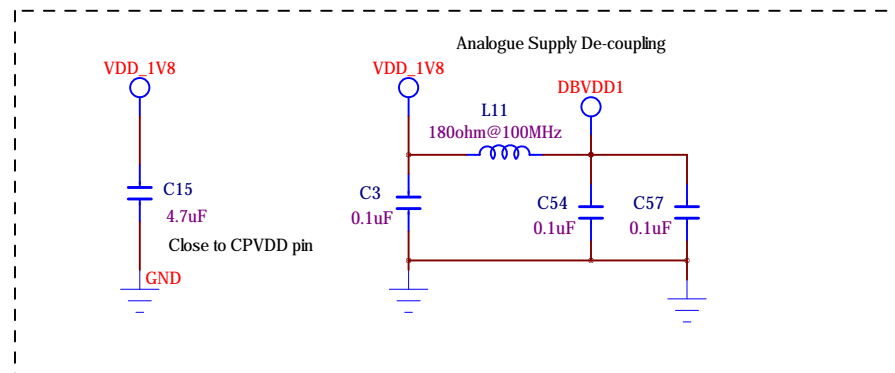 Analogue Supply De-coupling
VDD_1V8
VDD_1V8
DBVDD1
L11
180ohm@100MHz
C15
4.7uF
C3
0.1uF
C54
0.1uF
C57
0.1uF
Close to CPVDD pin
GND